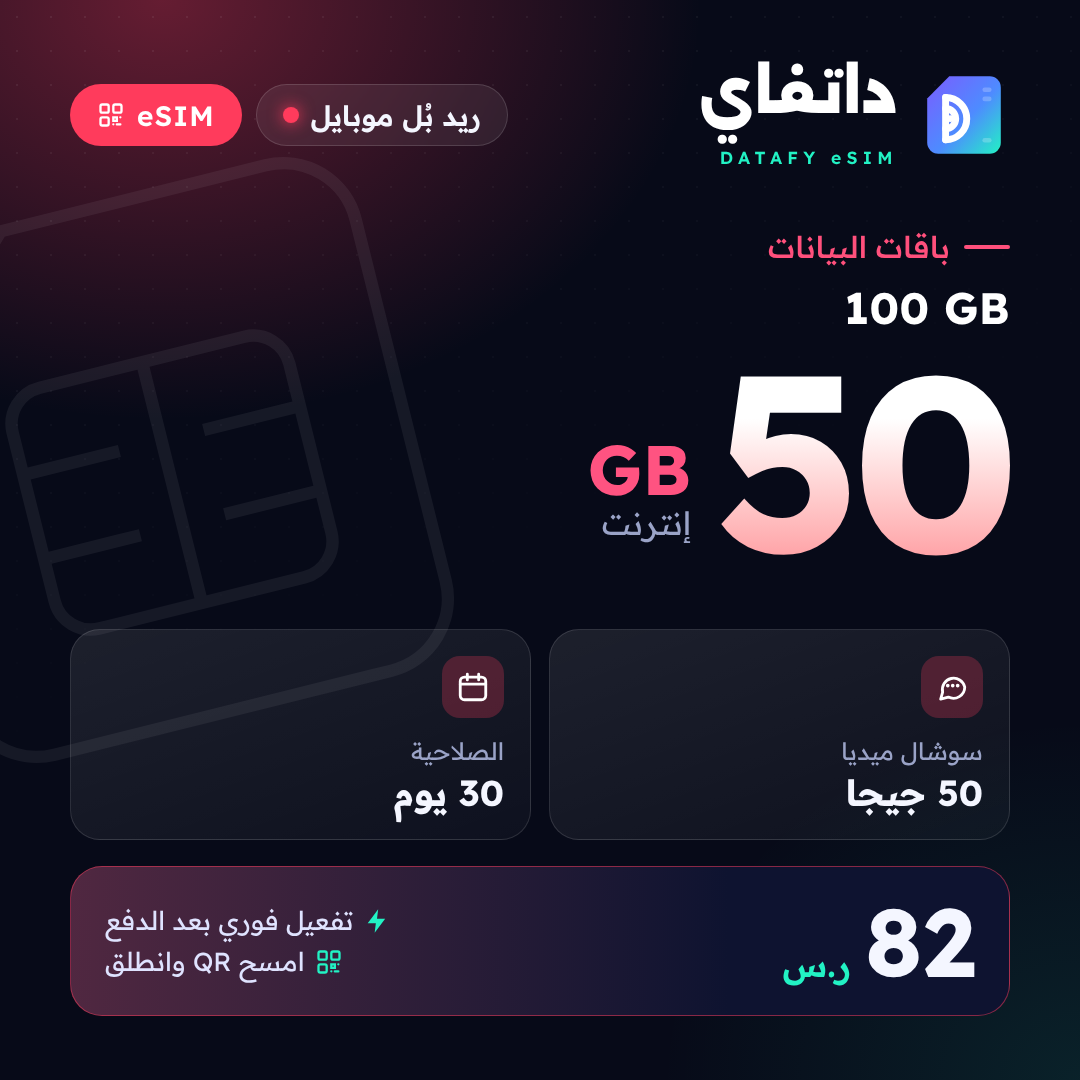 داتفاي
DATAFY eSIM
ريد بُل موبايل
eSIM
باقات البيانات
100 GB
50 GB
إنترنت
سوشال ميديا
50 جيجا
الصلاحية
30 يوم
82 ر.س
تفعيل فوري بعد الدفع
امسح QR وانطلق